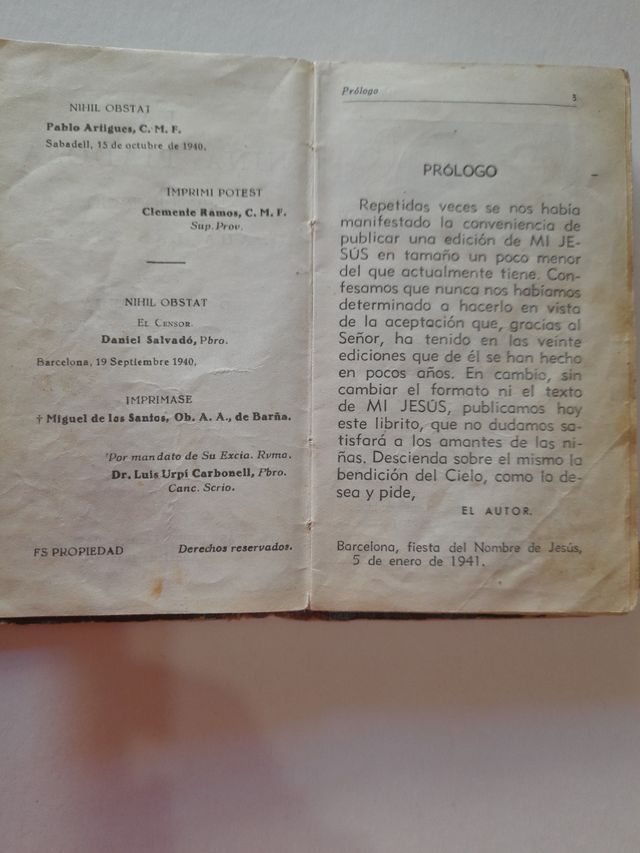 NIHIL OBSTAT
Pablo Artigues, C. M. F.
Sabadell, 15 de octubre de 1940.
IMPRIMI POTEST
Clemente Ramos, C. M. F.
Sup. Prov.
NIHIL OBSTAT
El Censor.
Daniel Salvadó, Pbro.
Barcelona, 19 Septiembre 1940.
IMPRIMASE
† Miguel de los Santos, Ob. A. A., de Barña.
Por mandato de Su Excia. Rvma.
Dr. Luis Urpí Carbonell, Pbro.
Canc. Scrio.
ES PROPIEDAD Derechos reservados.
Prólogo 3
PRÓLOGO
Repetidas veces se nos había
manifestado la conveniencia de
publicar una edición de MI JE-
SÚS en tamaño un poco menor
del que actualmente tiene. Con-
fesamos que nunca nos habíamos
determinado a hacerlo en vista
de la aceptación que, gracias al
Señor, ha tenido en las veinte
ediciones que de él se han hecho
en pocos años. En cambio, sin
cambiar el formato ni el texto
de MI JESÚS, publicamos hoy
este librito, que no dudamos sa-
tisfará a los amantes de las ni-
ñas. Descienda sobre el mismo la
bendición del Cielo, como lo de-
sea y pide,
EL AUTOR.
Barcelona, fiesta del Nombre de Jesús,
5 de enero de 1941.